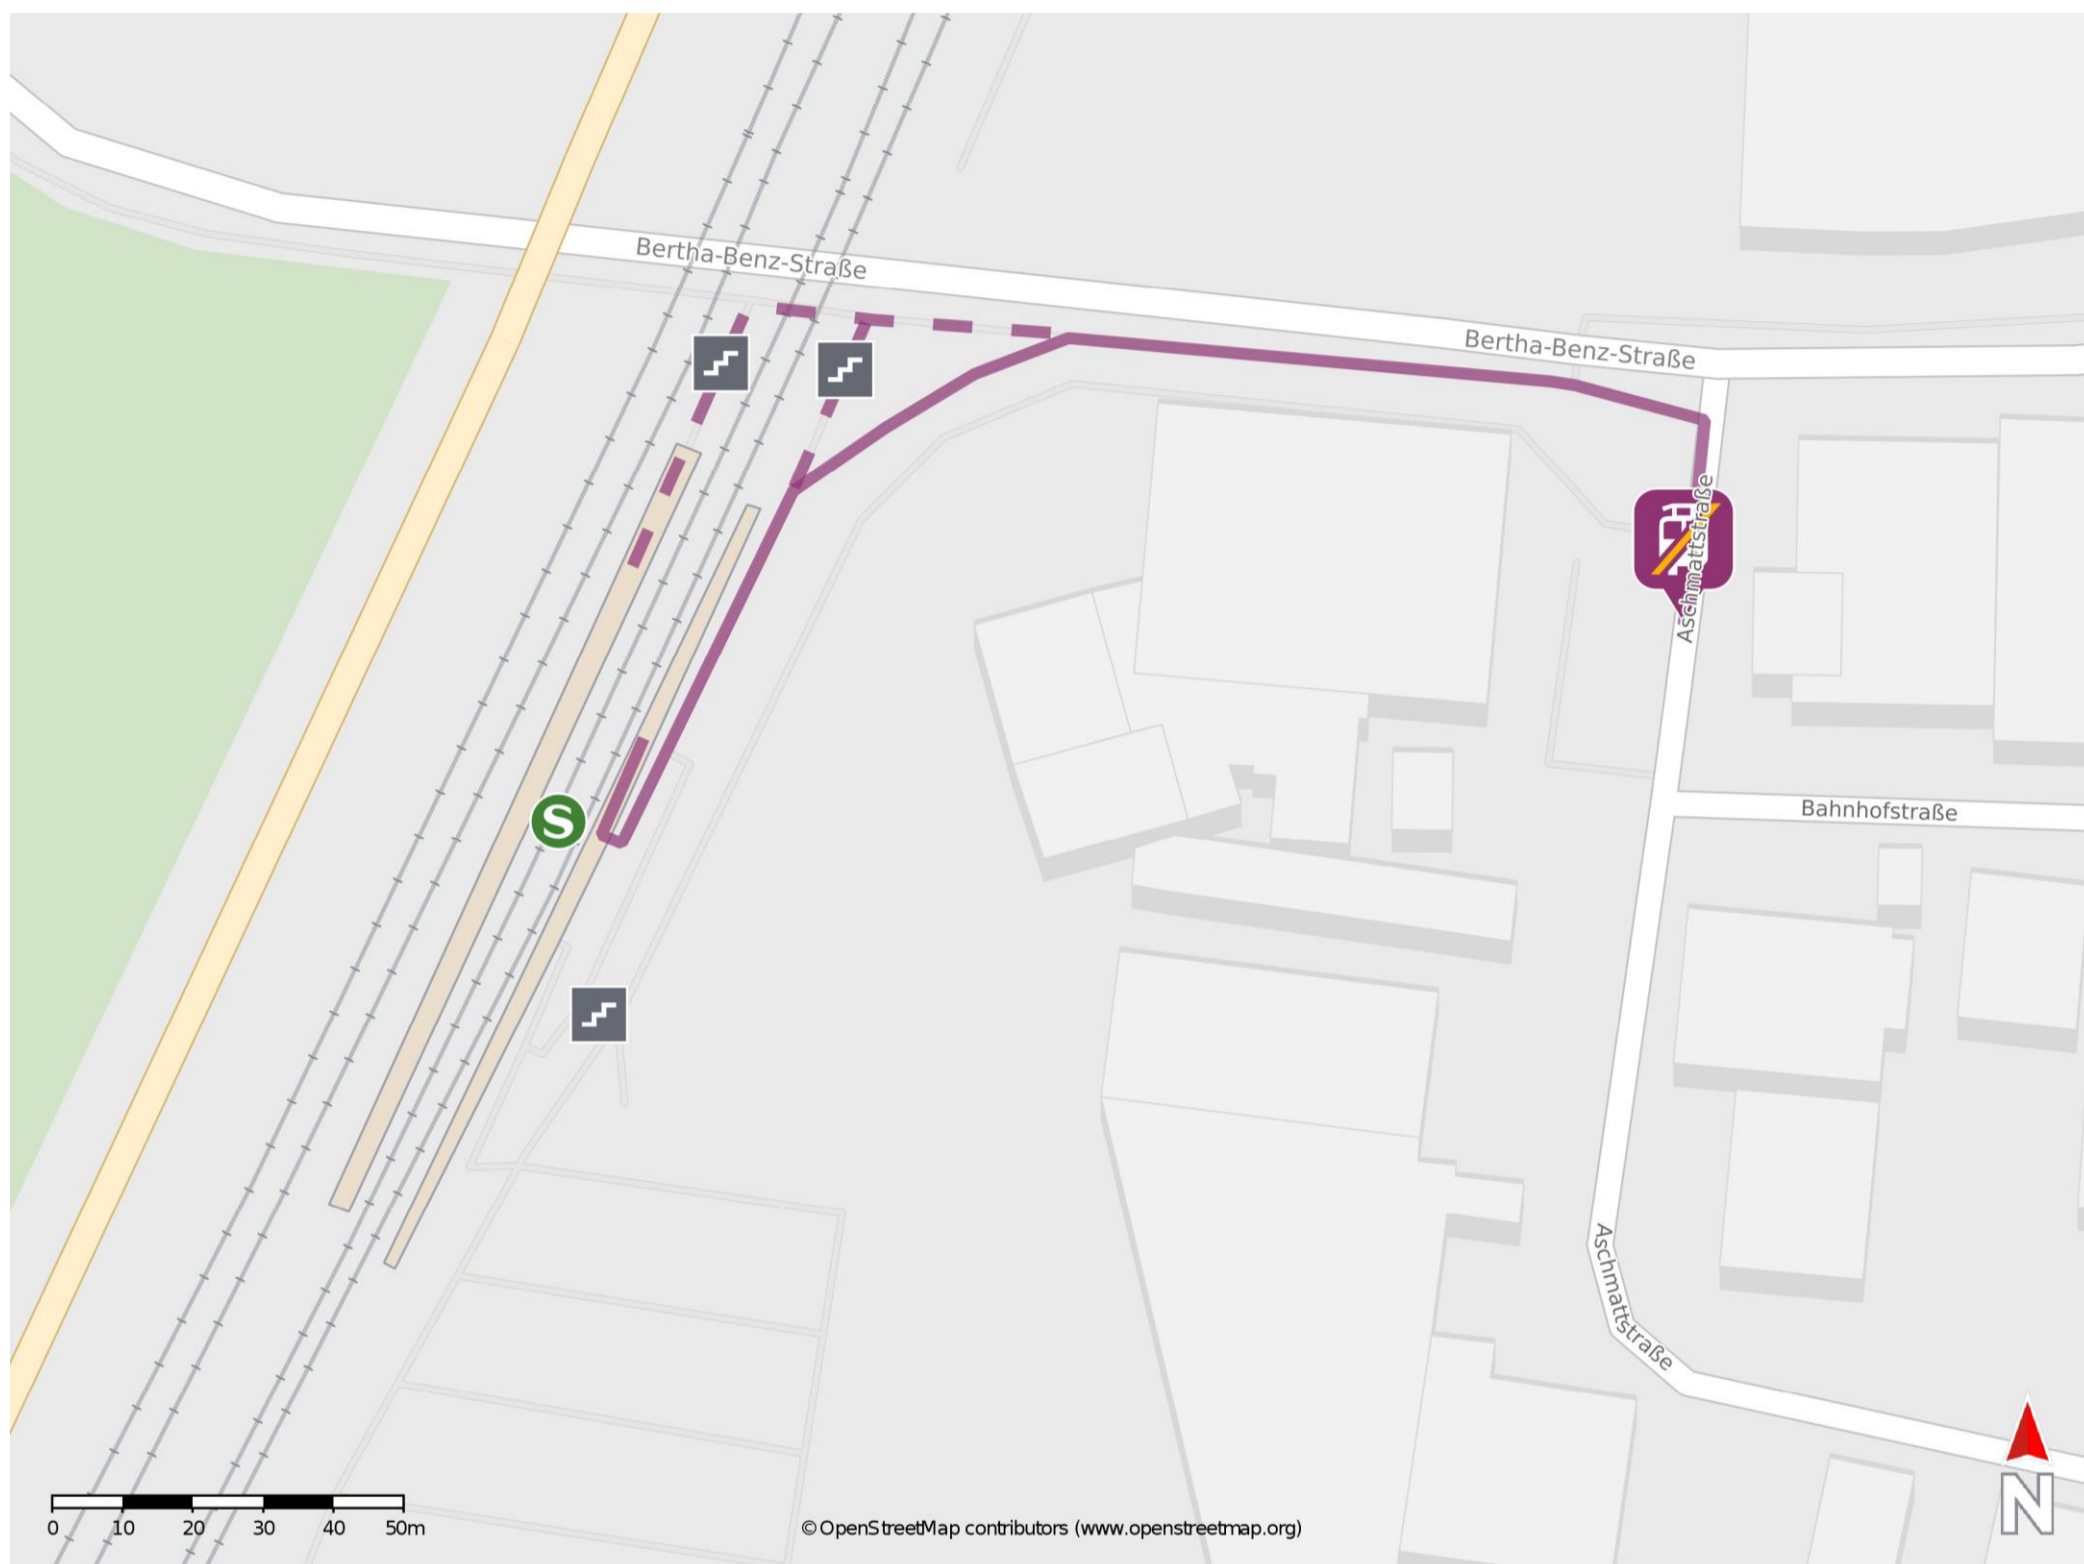 Bertha-Benz-Straße
Bertha-Benz-Straße
Aschmattstraße
Bahnhofstraße
S
Aschmattstraße
N
0 10 20 30 40 50m
© OpenStreetMap contributors (www.openstreetmap.org)